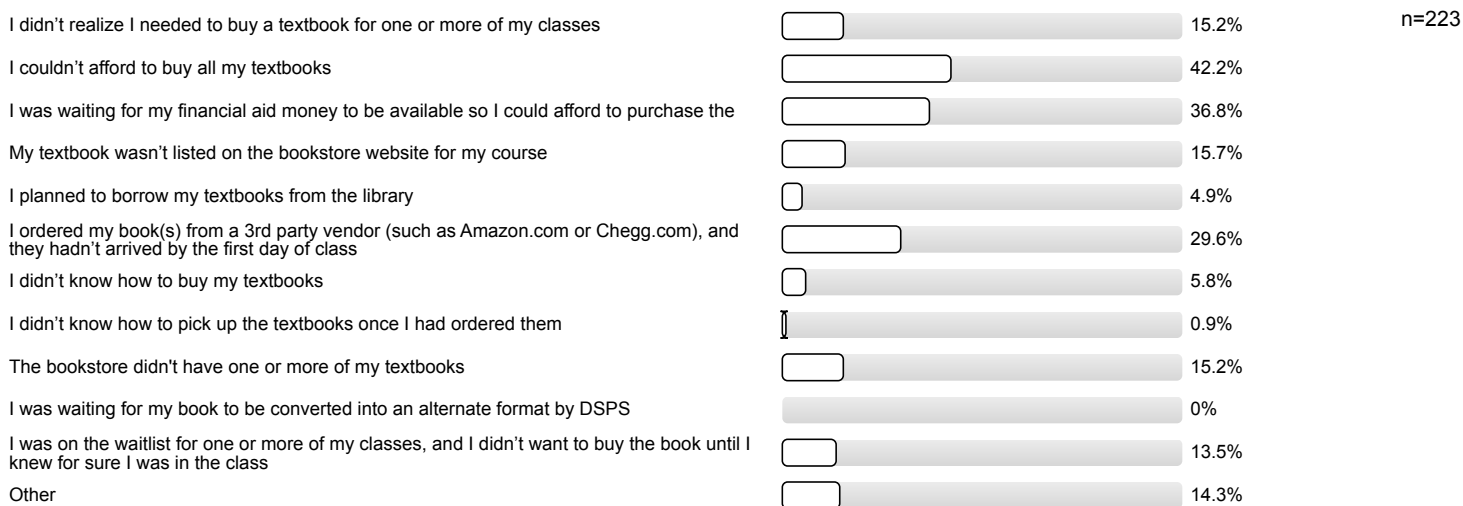 I didn’t realize I needed to buy a textbook for one or more of my classes 15.2% n=223
I couldn’t afford to buy all my textbooks 42.2%
I was waiting for my financial aid money to be available so I could afford to purchase the 36.8%
My textbook wasn’t listed on the bookstore website for my course 15.7%
I planned to borrow my textbooks from the library 4.9%
I ordered my book(s) from a 3rd party vendor (such as Amazon.com or Chegg.com), and
they hadn’t arrived by the first day of class 29.6%
I didn’t know how to buy my textbooks 5.8%
I didn’t know how to pick up the textbooks once I had ordered them 0.9%
The bookstore didn't have one or more of my textbooks 15.2%
I was waiting for my book to be converted into an alternate format by DSPS 0%
I was on the waitlist for one or more of my classes, and I didn’t want to buy the book until I
knew for sure I was in the class 13.5%
Other 14.3%